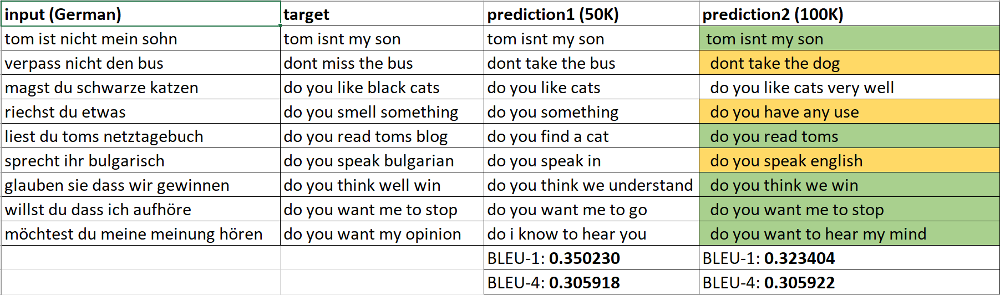 input (German) target prediction1 (50K) prediction2 (100K)
tom ist nicht mein sohn tom isnt my son tom isnt my son tom isnt my son
verpass nicht den bus dont miss the bus dont take the bus dont take the dog
magst du schwarze katzen do you like black cats do you like cats do you like cats very well
riechst du etwas do you smell something do you something do you have any use
liest du toms netztagebuch do you read toms blog do you find a cat do you read toms
sprecht ihr bulgarisch do you speak bulgarian do you speak in do you speak english
glauben sie dass wir gewinnen do you think well win do you think we understand do you think we win
willst du dass ich aufhöre do you want me to stop do you want me to go do you want me to stop
möchtest du meine meinung hören do you want my opinion do i know to hear you do you want to hear my mind
BLEU-1: 0.350230 BLEU-1: 0.323404
BLEU-4: 0.305918 BLEU-4: 0.305922